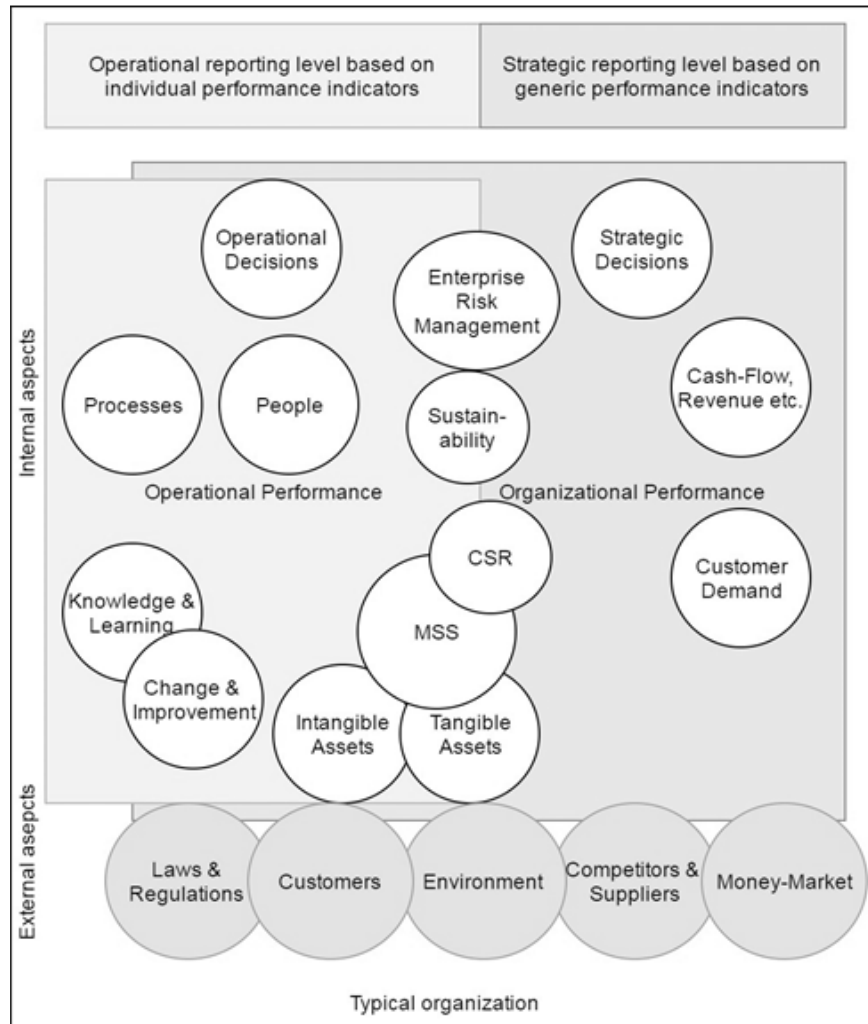 Operational reporting level based on
individual performance indicators
Strategic reporting level based on
generic performance indicators
Internal aspects
Operational
Decisions
Enterprise
Risk
Management
Strategic
Decisions
Processes
People
Sustain-
ability
Cash-Flow,
Revenue etc.
Operational Performance
Organizational Performance
CSR
Customer
Demand
Knowledge &
Learning
MSS
Change &
Improvement
Intangible
Assets
Tangible
Assets
External asepcts
Laws &
Regulations
Customers
Environment
Competitors &
Suppliers
Money-Market
Typical organization